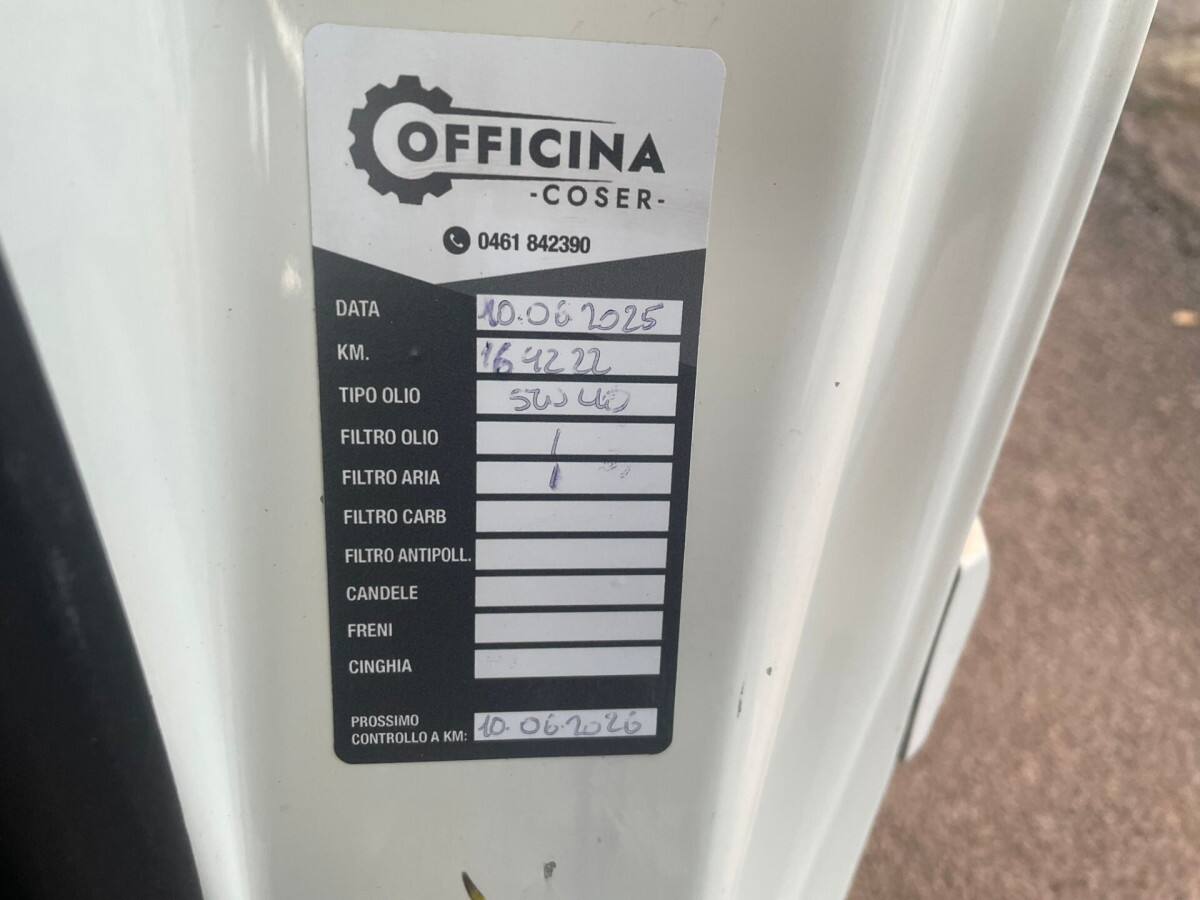 OFFICINA
-COSER-
0461 842390
DATA 10.06.2025
KM. 164222
TIPO OLIO 5W40
FILTRO OLIO /
FILTRO ARIA /
FILTRO CARB
FILTRO ANTIPOLL.
CANDELE
FRENI
CINGHIA
PROSSIMO
CONTROLLO A KM: 10.06.2026